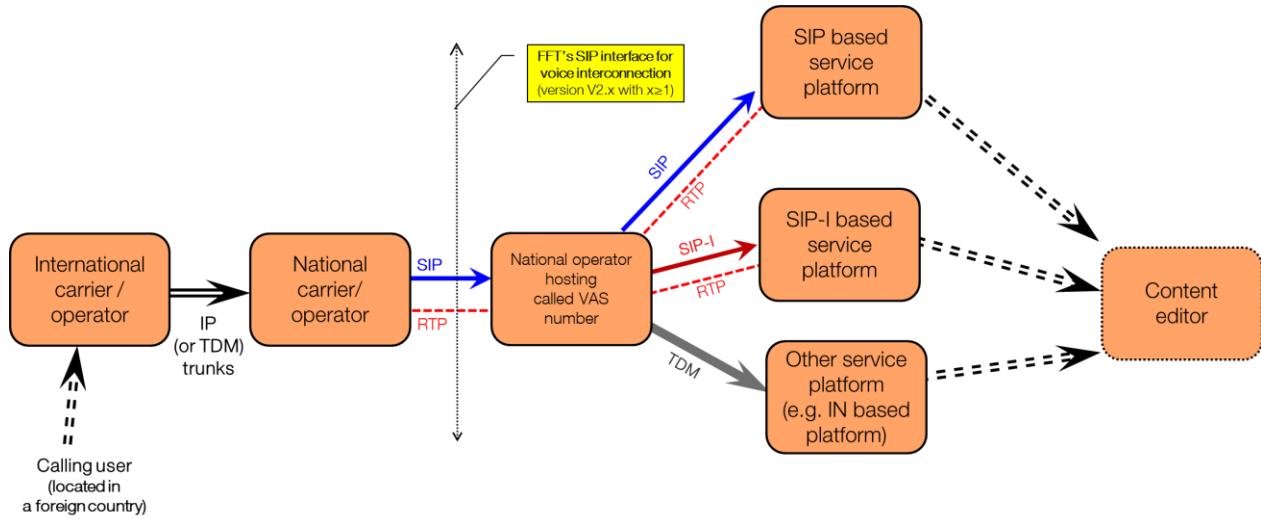 FFT's SIP interface for
voice interconnection
(version V2.x with x≥1)
SIP based
service
platform
SIP
RTP
International
carrier /
operator
IP
(or TDM)
trunks
National
carrier/
operator
SIP
RTP
National operator
hosting
called VAS
number
SIP-I
RTP
SIP-I based
service
platform
TDM
Other service
platform
(e.g. IN based
platform)
Content
editor
Calling user
(located in
a foreign country)